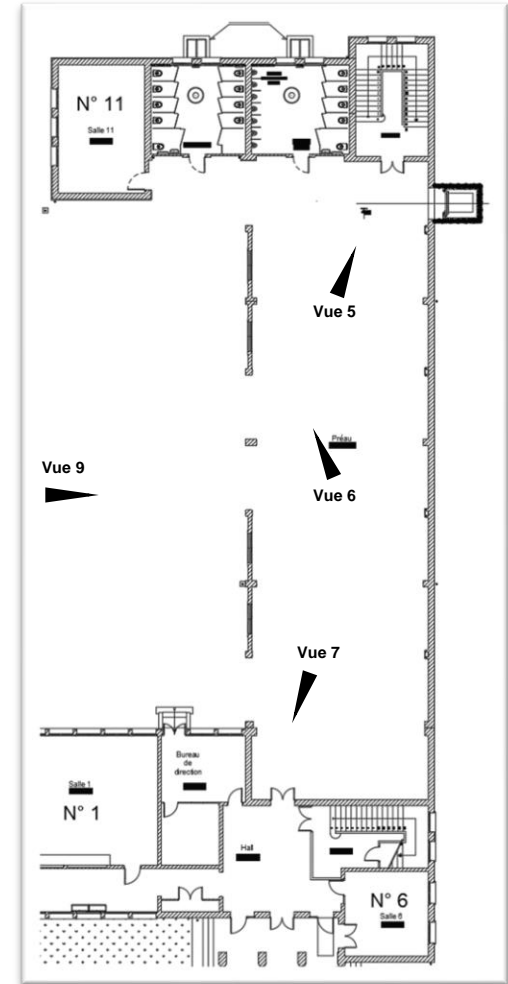 N° 11
Salle 11
Vue 5
Préau
Vue 9
Vue 6
Vue 7
Bureau
de
direction
Salle 1
N° 1
Hall
N° 6
Salle 6